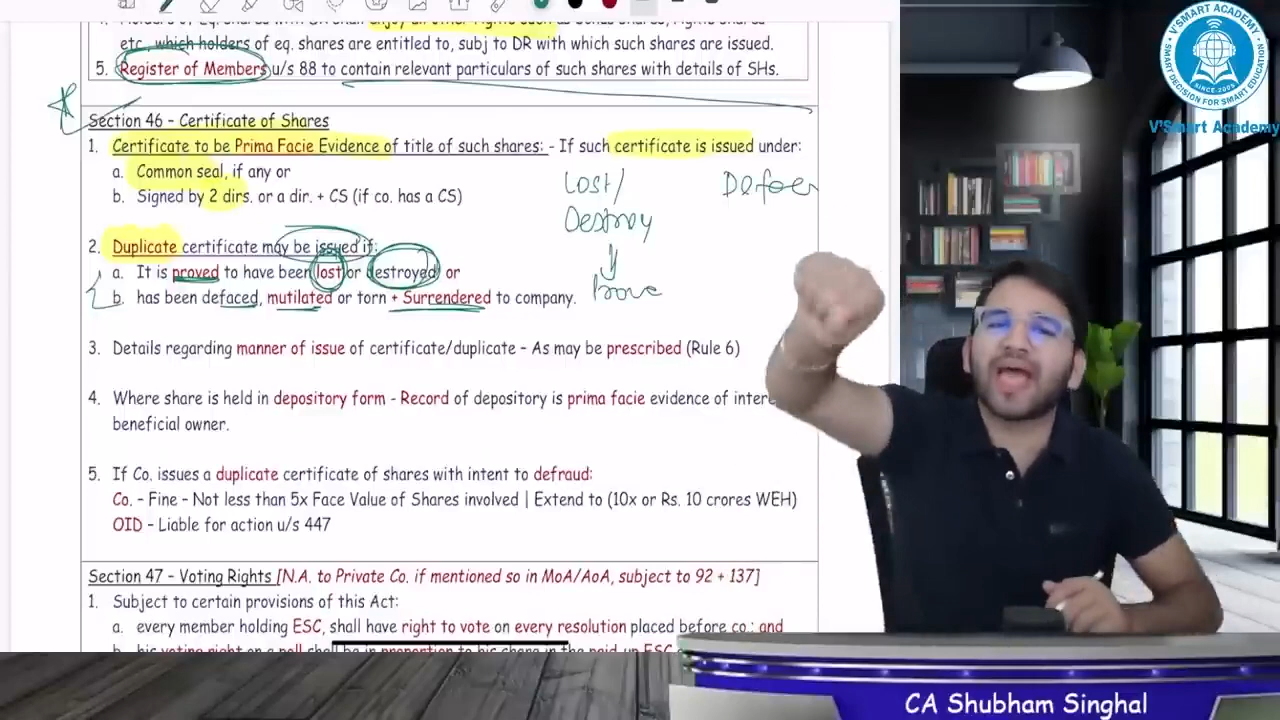 etc., which holders of eq. shares are entitled to, subj to DR with which such shares are issued.
5. Register of Members u/s 88 to contain relevant particulars of such shares with details of SHs.
Section 46 – Certificate of Shares
1. Certificate to be Prima Facie Evidence of title of such shares: - If such certificate is issued under:
a. Common seal, if any or
b. Signed by 2 dirs. or a dir. + CS (if co. has a CS)
Lost/
Destroy
Prove
Defaer
2. Duplicate certificate may be issued if:
a. It is proved to have been lost or destroyed or
b. has been defaced, mutilated or torn + Surrendered to company.
3. Details regarding manner of issue of certificate/duplicate – As may be prescribed (Rule 6)
4. Where share is held in depository form - Record of depository is prima facie evidence of
beneficial owner.
5. If Co. issues a duplicate certificate of shares with intent to defraud:
Co. – Fine - Not less than 5x Face Value of Shares involved | Extend to (10x or Rs. 10 crores WEH)
OID – Liable for action u/s 447
Section 47 – Voting Rights [N.A. to Private Co. if mentioned so in MoA/AoA, subject to 92 + 137]
1. Subject to certain provisions of this Act:
a. every member holding ESC, shall have right to vote on every resolution placed before co.; and
V'SMART ACADEMY
SMART DECISION FOR SMART EDUCATION
SINCE-2005
V'Smart Academy
CA Shubham Singhal